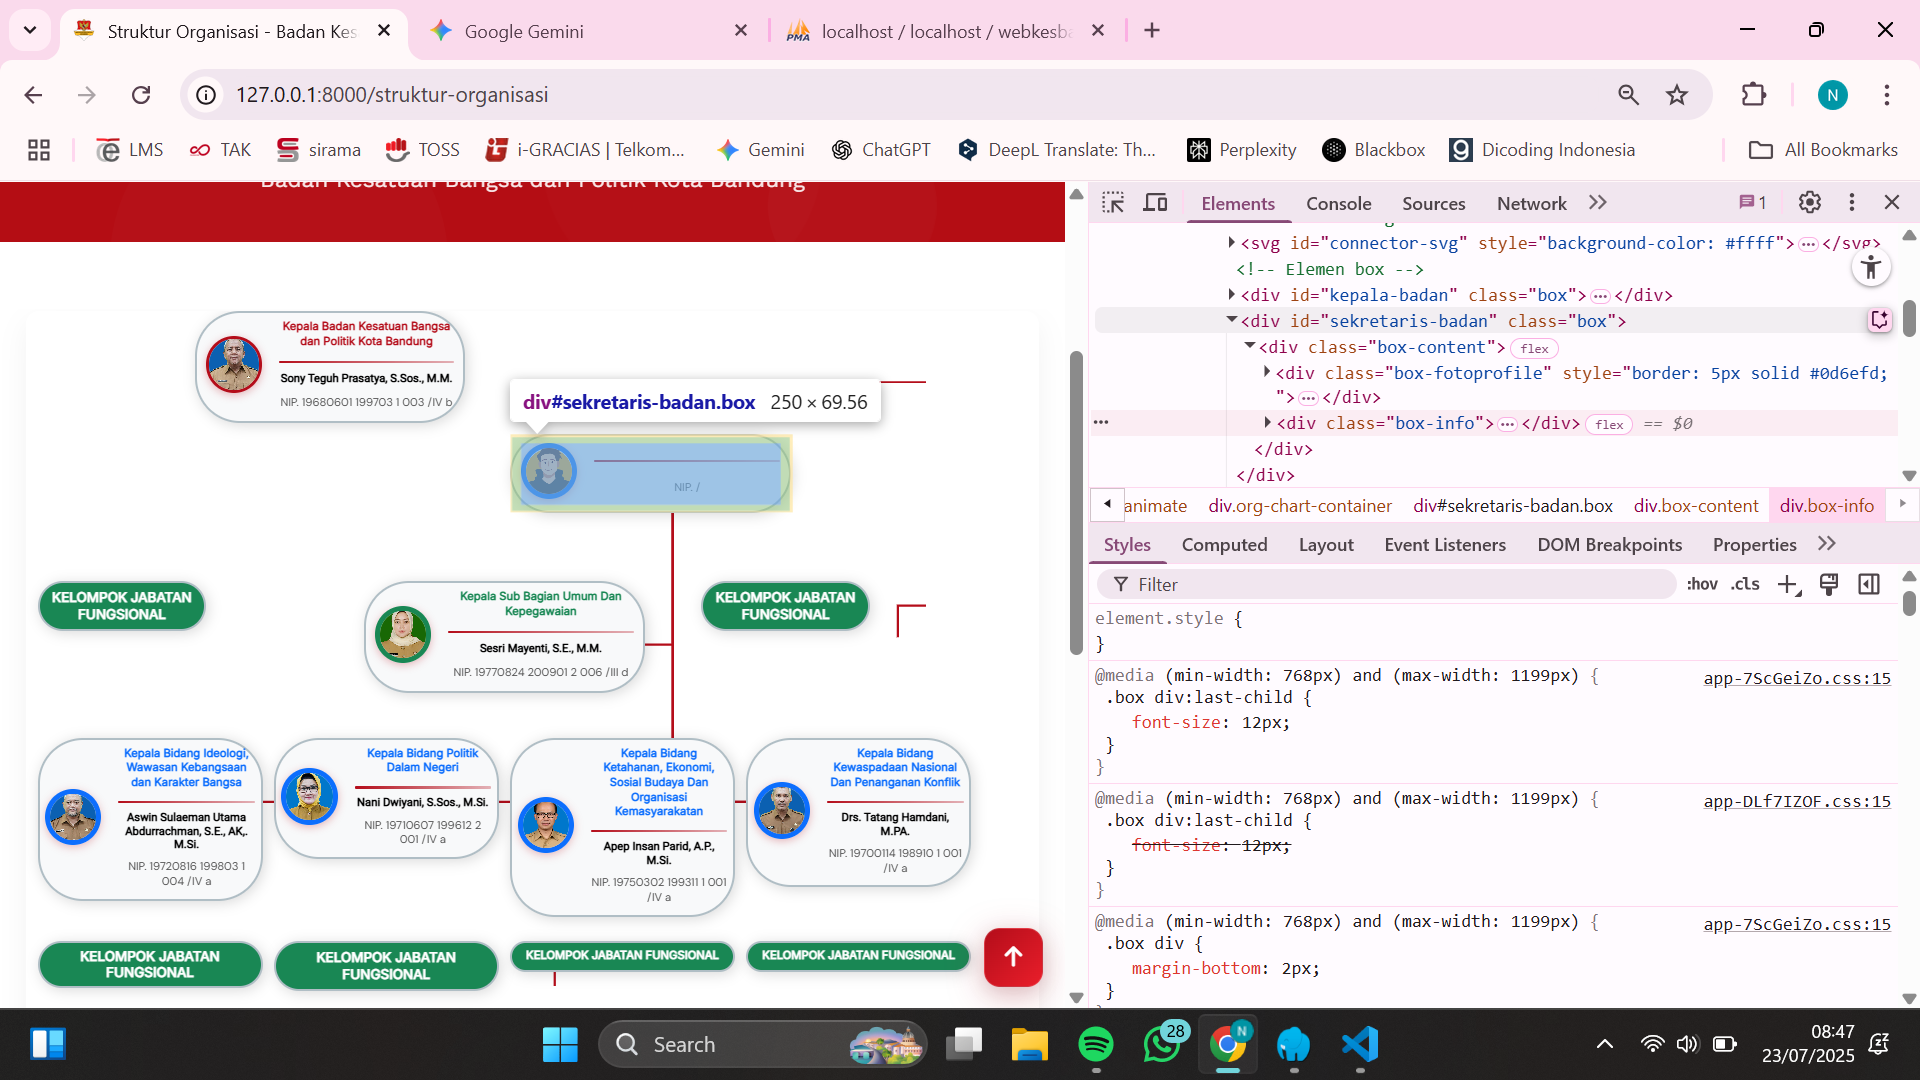 Struktur Organisasi - Badan Kes
Google Gemini
PMA
localhost / localhost / webkesba
127.0.0.1:8000/struktur-organisasi
N
LMS
TAK
sirama
TOSS
i-GRACIAS | Telkom...
Gemini
ChatGPT
DeepL Translate: Th...
Perplexity
Blackbox
Dicoding Indonesia
All Bookmarks
Badan Kesatuan Bangsa dan Politik Kota Bandung
Kepala Badan Kesatuan Bangsa
dan Politik Kota Bandung
Sony Teguh Prasatya, S.Sos., M.M.
NIP. 19680601 199703 1 003 /IV b
div#sekretaris-badan.box 250 × 69.56
NIP. /
KELOMPOK JABATAN
FUNGSIONAL
Kepala Sub Bagian Umum Dan
Kepegawaian
Sesri Mayenti, S.E., M.M.
NIP. 19770824 200901 2 006 /III d
KELOMPOK JABATAN
FUNGSIONAL
Kepala Bidang Ideologi,
Wawasan Kebangsaan
dan Karakter Bangsa
Aswin Sulaeman Utama
Abdurrachman, S.E., AK,.
M.Si.
NIP. 19720816 199803 1
004 /IV a
Kepala Bidang Politik
Dalam Negeri
Nani Dwiyani, S.Sos., M.Si.
NIP. 19710607 199612 2
001 /IV a
Kepala Bidang
Ketahanan, Ekonomi,
Sosial Budaya Dan
Organisasi
Kemasyarakatan
Apep Insan Parid, A.P.,
M.Si.
NIP. 19750302 199311 1 001
/IV a
Kepala Bidang
Kewaspadaan Nasional
Dan Penanganan Konflik
Drs. Tatang Hamdani,
M.PA.
NIP. 19700114 198910 1 001
/IV a
KELOMPOK JABATAN
FUNGSIONAL
KELOMPOK JABATAN
FUNGSIONAL
KELOMPOK JABATAN FUNGSIONAL
KELOMPOK JABATAN FUNGSIONAL
Elements
Console
Sources
Network
1
<svg id="connector-svg" style="background-color: #ffff">…</svg>
<!-- Elemen box -->
<div id="kepala-badan" class="box">…</div>
<div id="sekretaris-badan" class="box">
<div class="box-content"> flex
<div class="box-fotoprofile" style="border: 5px solid #0d6efd;
">…</div>
<div class="box-info">…</div> flex == $0
</div>
</div>
animate div.org-chart-container div#sekretaris-badan.box div.box-content div.box-info
Styles
Computed
Layout
Event Listeners
DOM Breakpoints
Properties
Filter
:hov
.cls
element.style {
}
@media (min-width: 768px) and (max-width: 1199px) {
app-7ScGeiZo.css:15
.box div:last-child {
font-size: 12px;
}
}
@media (min-width: 768px) and (max-width: 1199px) {
app-DLf7IZOF.css:15
.box div:last-child {
font-size: 12px;
}
}
@media (min-width: 768px) and (max-width: 1199px) {
app-7ScGeiZo.css:15
.box div {
margin-bottom: 2px;
}
Search
28
N
08:47
23/07/2025